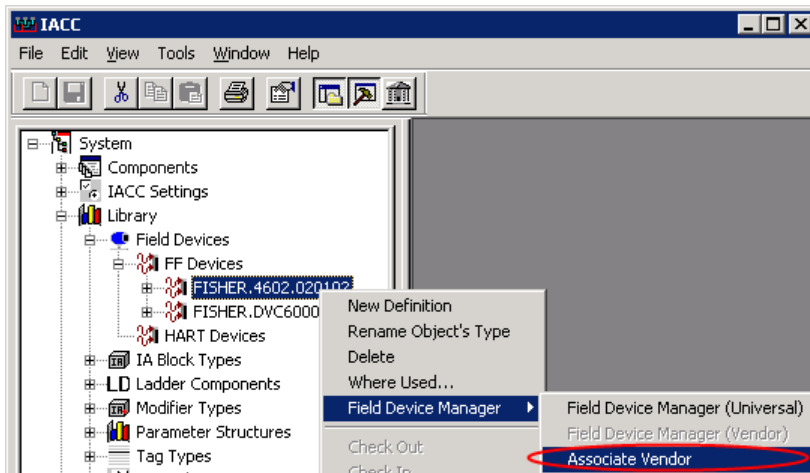 IACC
File Edit View Tools Window Help
System
Components
IACC Settings
Library
Field Devices
FF Devices
FISHER.4602.020102
FISHER.DVC6000
HART Devices
IA Block Types
LD Ladder Components
Modifier Types
Parameter Structures
Tag Types
New Definition
Rename Object's Type
Delete
Where Used...
Field Device Manager
Check Out
Check In
Field Device Manager (Universal)
Field Device Manager (Vendor)
Associate Vendor